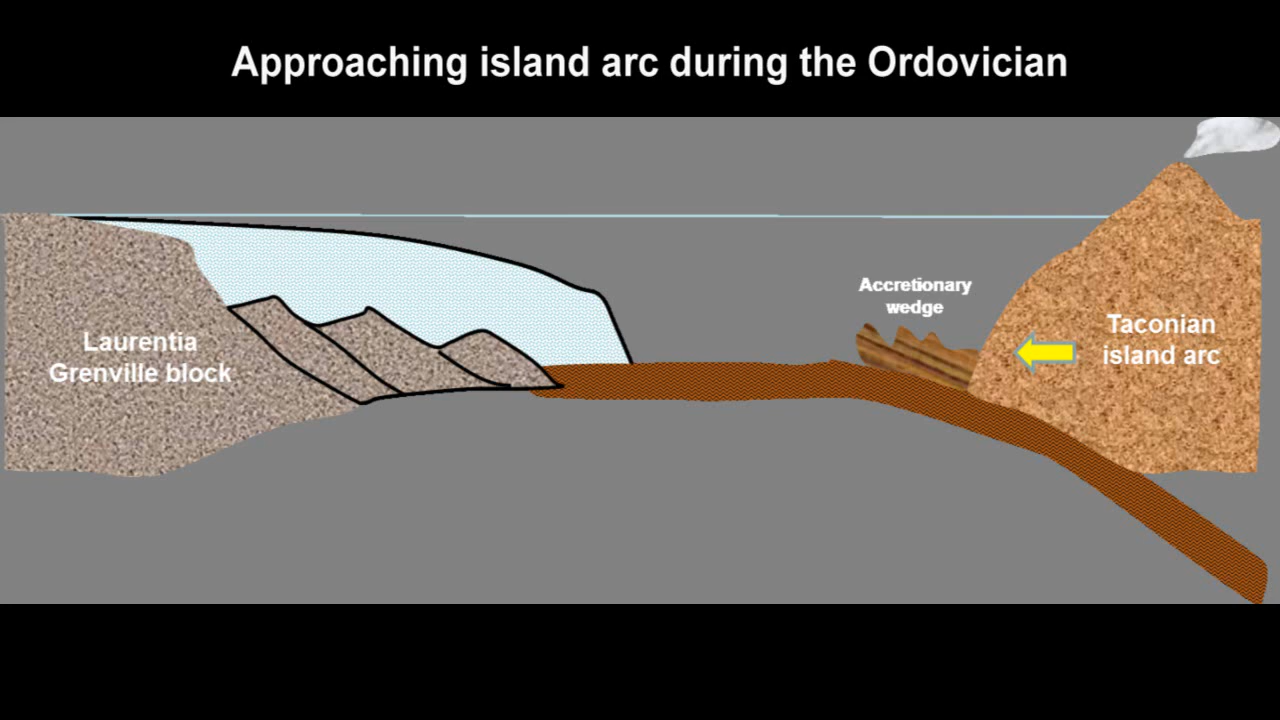 Approaching island arc during the Ordovician
Accretionary
wedge
Taconian
island arc
Laurentia
Grenville block